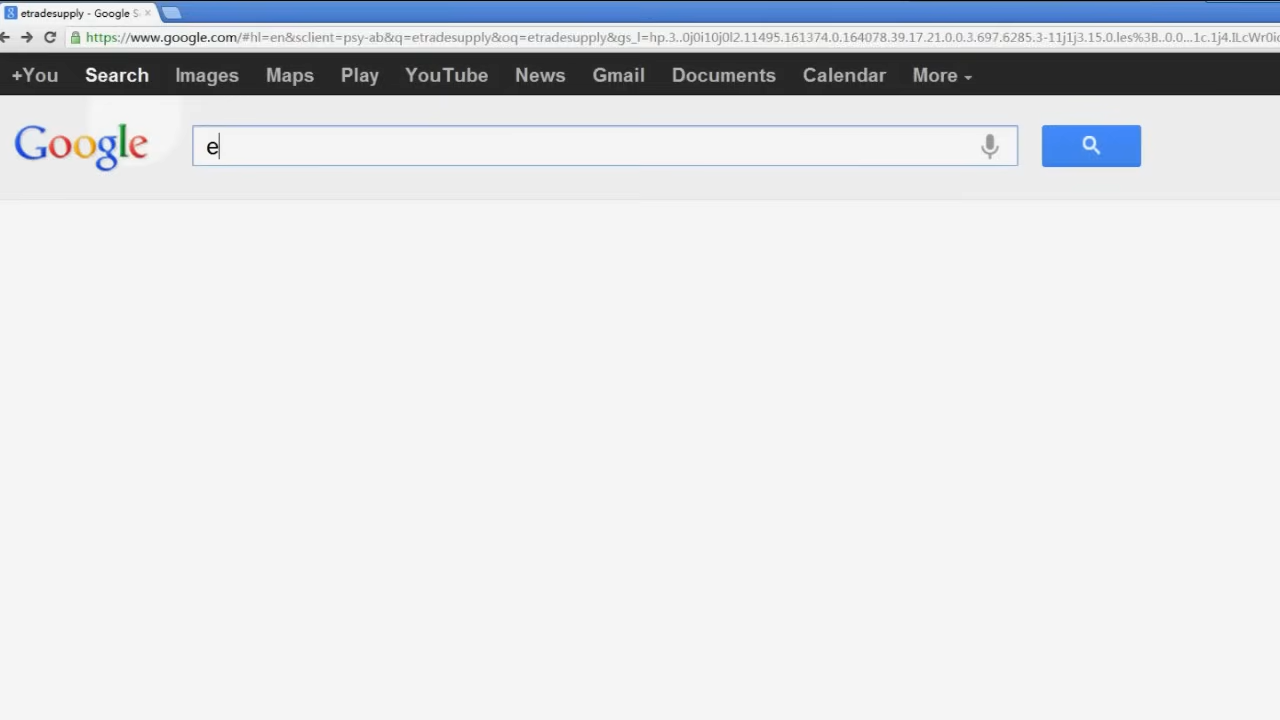 etradesupply - Google S
https://www.google.com/#hl=en&sclient=psy-ab&q=etradesupply&oq=etradesupply&gs_l=hp.3..0j0i10j0l2.11495.161374.0.164078.39.17.21.0.0.3.697.6285.3-11j1j3.15.0.les%3B..0.0...1c.1j4.ILcWr0io
+You Search Images Maps Play YouTube News Gmail Documents Calendar More
Google
e